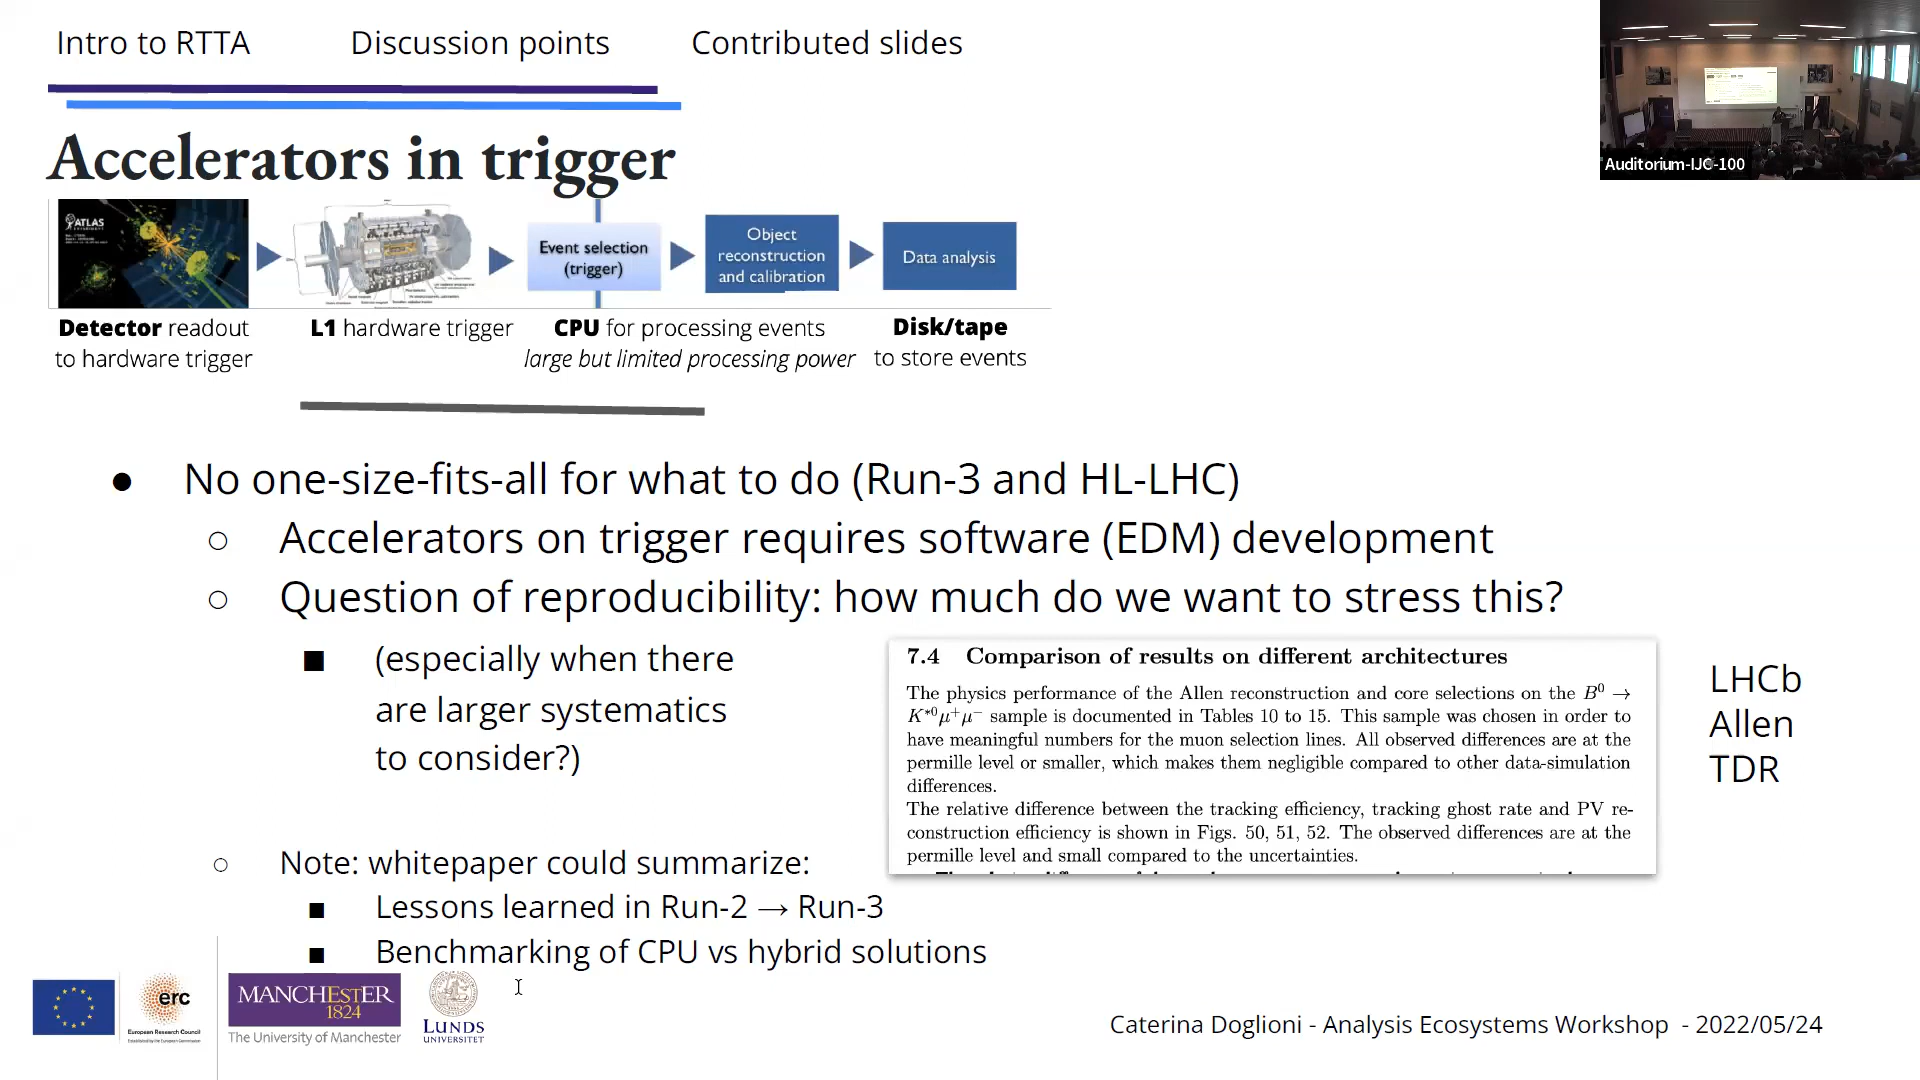 Intro to RTTA Discussion points Contributed slides
Auditorium-IJC-100
Accelerators in trigger
ATLAS
EXPERIMENT
Event selection
(trigger)
Object
reconstruction
and calibration
Data analysis
Detector readout
to hardware trigger
L1 hardware trigger
CPU for processing events
large but limited processing power
Disk/tape
to store events
● No one-size-fits-all for what to do (Run-3 and HL-LHC)
○ Accelerators on trigger requires software (EDM) development
○ Question of reproducibility: how much do we want to stress this?
■ (especially when there
are larger systematics
to consider?)
7.4 Comparison of results on different architectures
The physics performance of the Allen reconstruction and core selections on the B⁰ →
K*⁰μ⁺μ⁻ sample is documented in Tables 10 to 15. This sample was chosen in order to
have meaningful numbers for the muon selection lines. All observed differences are at the
permille level or smaller, which makes them negligible compared to other data-simulation
differences.
The relative difference between the tracking efficiency, tracking ghost rate and PV re-
construction efficiency is shown in Figs. 50, 51, 52. The observed differences are at the
permille level and small compared to the uncertainties.
LHCb
Allen
TDR
○ Note: whitepaper could summarize:
■ Lessons learned in Run-2 → Run-3
■ Benchmarking of CPU vs hybrid solutions
erc
European Research Council
Established by the European Commission
MANCHESTER
1824
The University of Manchester
LUNDS
UNIVERSITET
Caterina Doglioni - Analysis Ecosystems Workshop - 2022/05/24